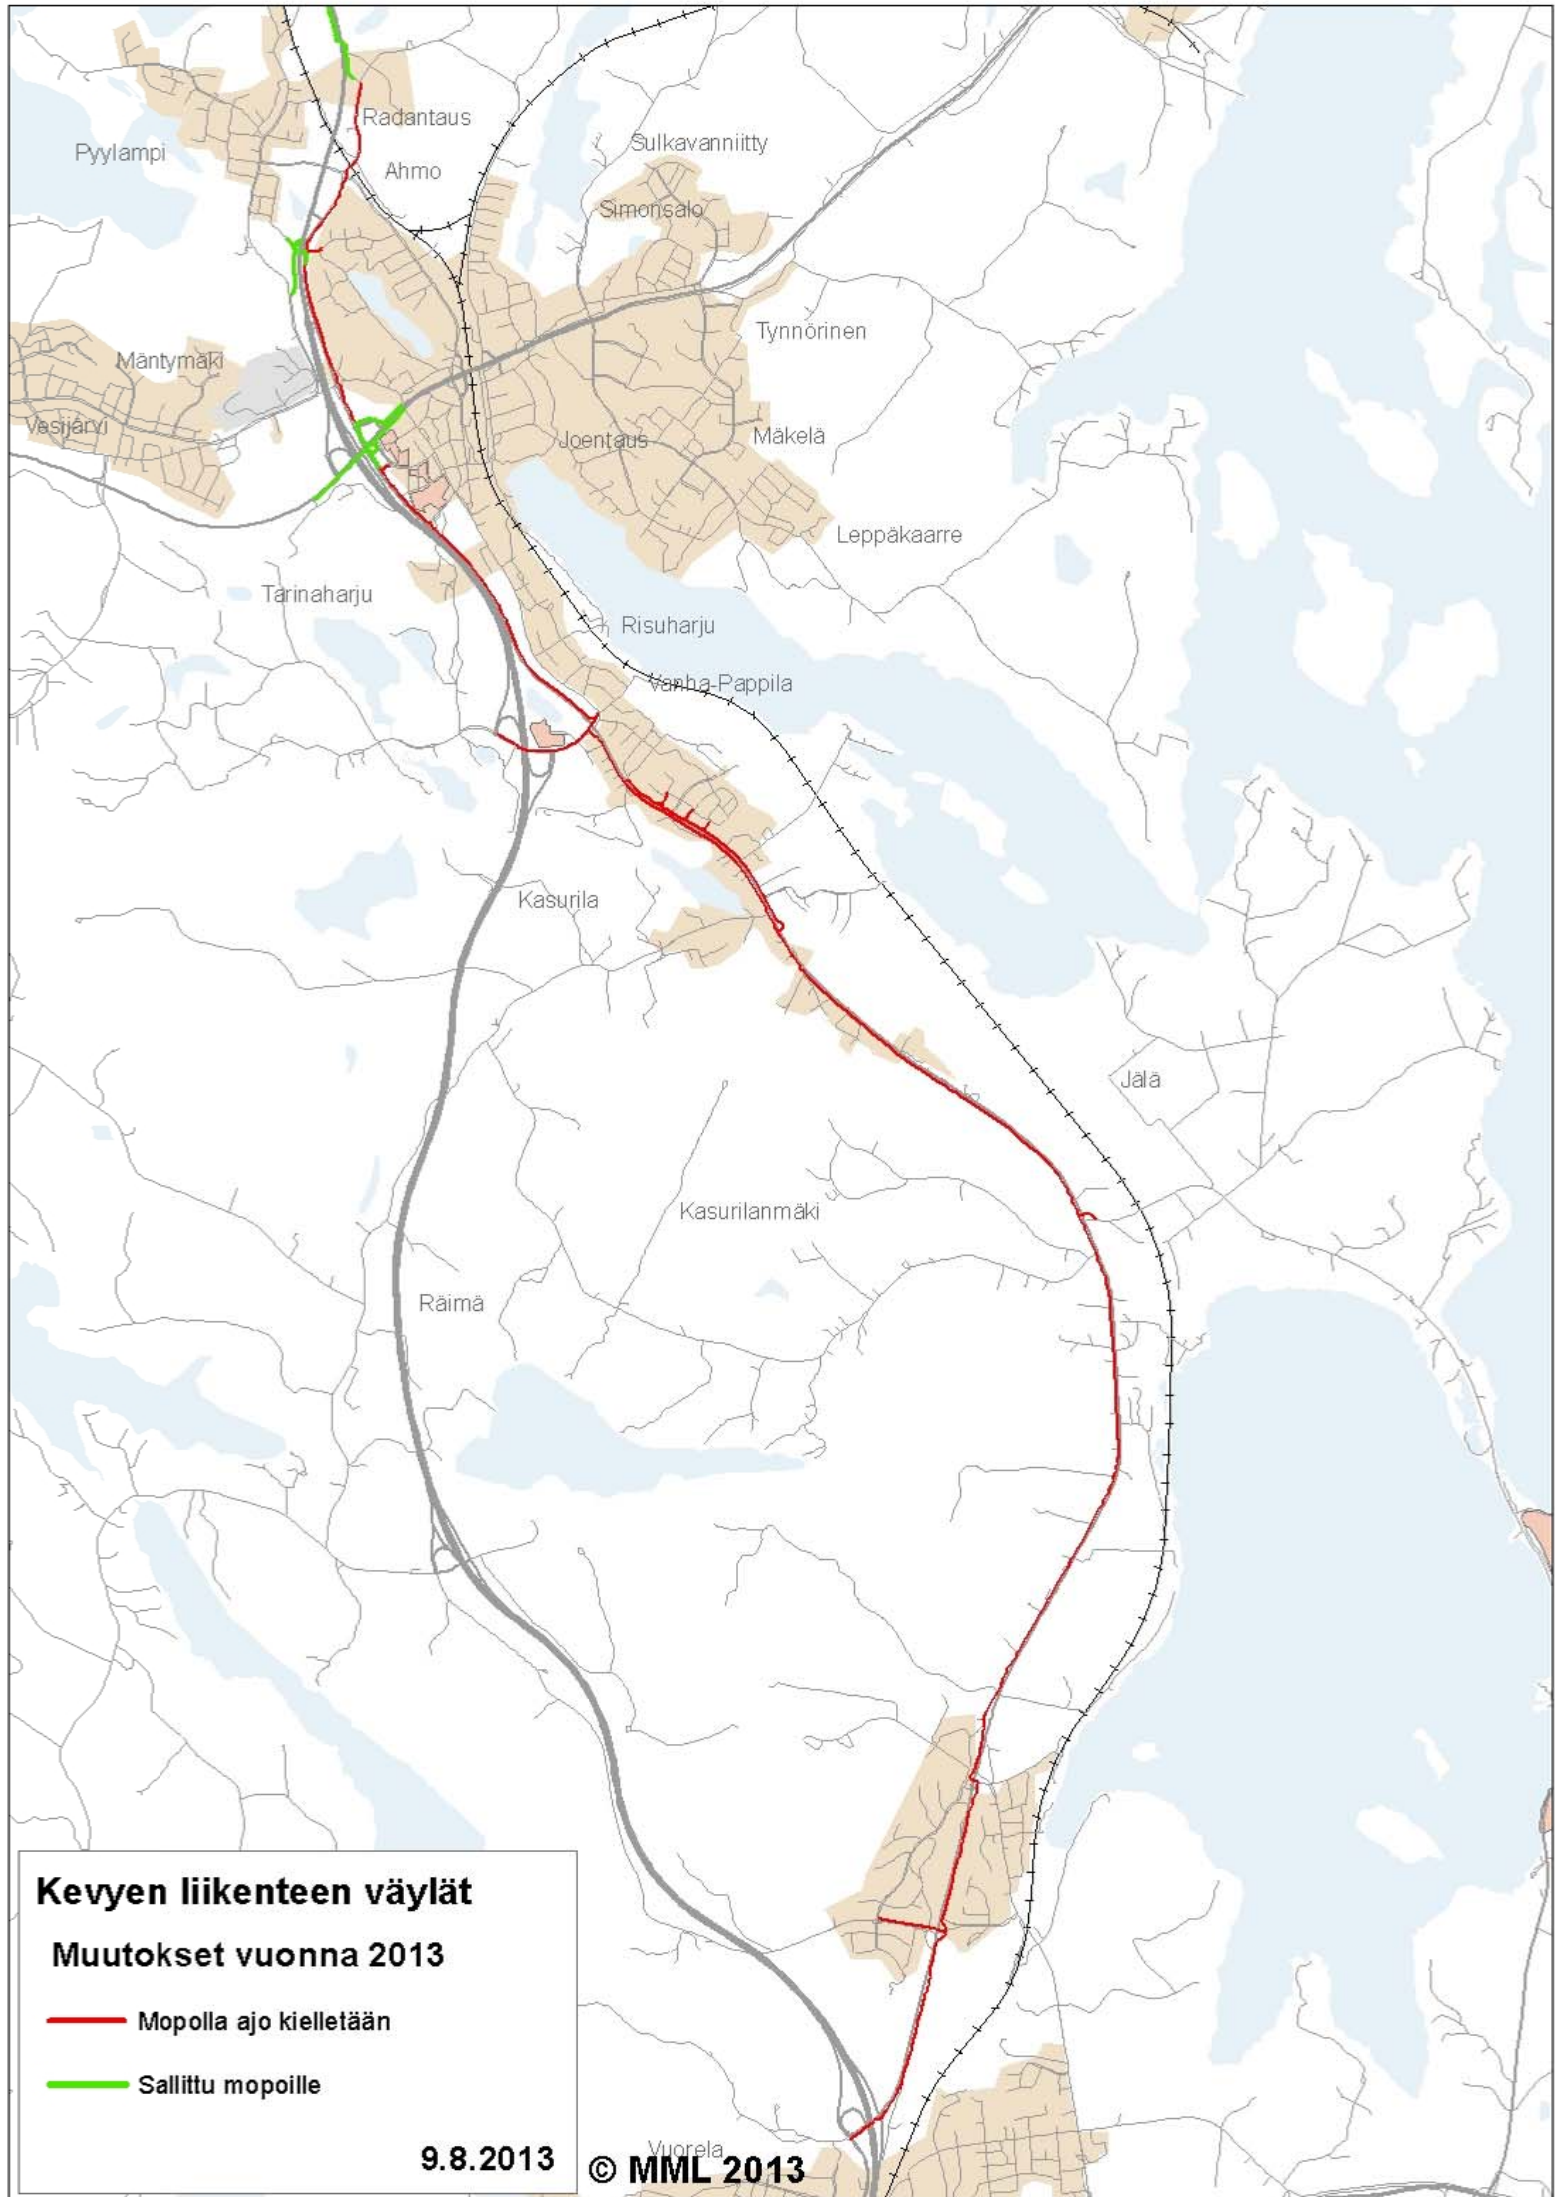 Radantaus
Sulkavanniitty
Pyylampi
Ahmo
Simonsalo
Tynnörinen
Mäntymäki
Vesijärvi
Joentaus
Mäkelä
Leppäkaarre
Tarinaharju
Risuharju
Vanha-Pappila
Kasurila
Jälä
Kasurilanmäki
Räimä
Kevyen liikenteen väylät
Muutokset vuonna 2013
Mopolla ajo kielletään
Sallittu mopoille
9.8.2013
Vuorela
© MML 2013